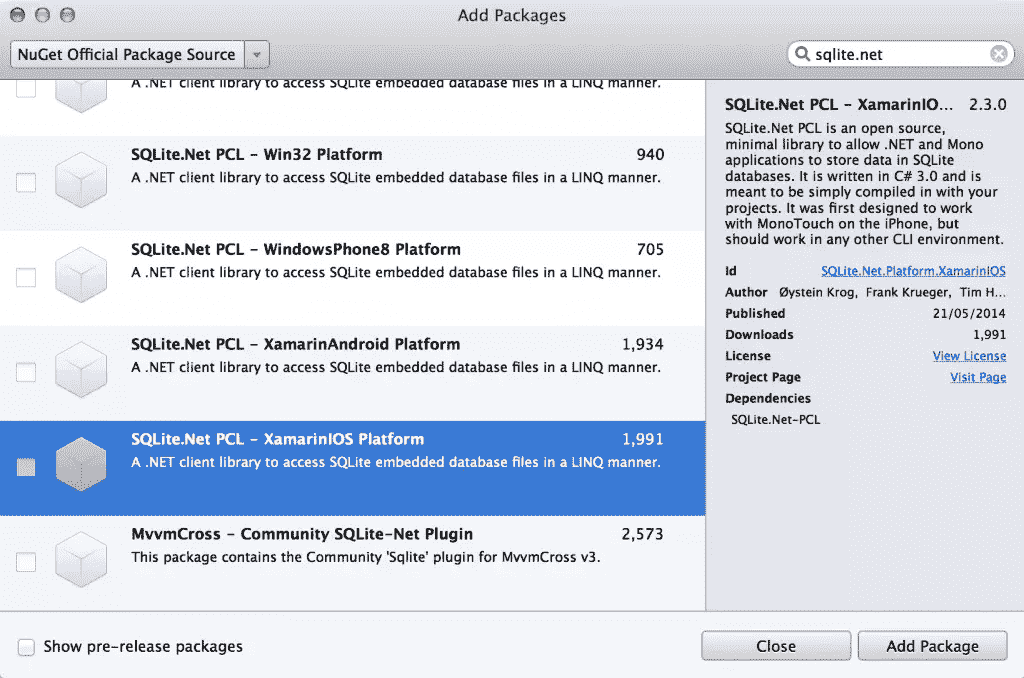 Add Packages
NuGet Official Package Source
sqlite.net
A .NET client library to access SQLite embedded database files in a LINQ manner.
SQLite.Net PCL - Win32 Platform 940
A .NET client library to access SQLite embedded database files in a LINQ manner.
SQLite.Net PCL - WindowsPhone8 Platform 705
A .NET client library to access SQLite embedded database files in a LINQ manner.
SQLite.Net PCL - XamarinAndroid Platform 1,934
A .NET client library to access SQLite embedded database files in a LINQ manner.
SQLite.Net PCL - XamarinIOS Platform 1,991
A .NET client library to access SQLite embedded database files in a LINQ manner.
MvvmCross - Community SQLite-Net Plugin 2,573
This package contains the Community 'Sqlite' plugin for MvvmCross v3.
SQLite.Net PCL - XamarinIO... 2.3.0
SQLite.Net PCL is an open source,
minimal library to allow .NET and Mono
applications to store data in SQLite
databases. It is written in C# 3.0 and is
meant to be simply compiled in with your
projects. It was first designed to work
with MonoTouch on the iPhone, but
should work in any other CLI environment.
Id SQLite.Net.Platform.XamarinIOS
Author Øystein Krog, Frank Krueger, Tim H...
Published 21/05/2014
Downloads 1,991
License View License
Project Page Visit Page
Dependencies
SQLite.Net-PCL
Show pre-release packages
Close
Add Package